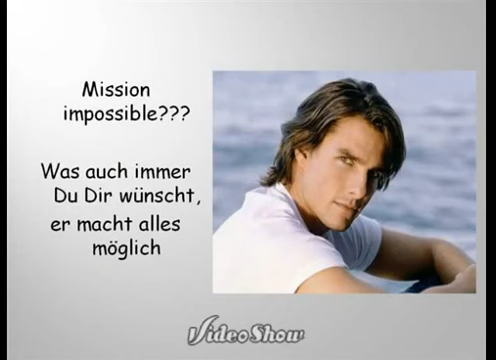 Mission
impossible???
Was auch immer
Du Dir wünscht,
er macht alles
möglich
VideoShow